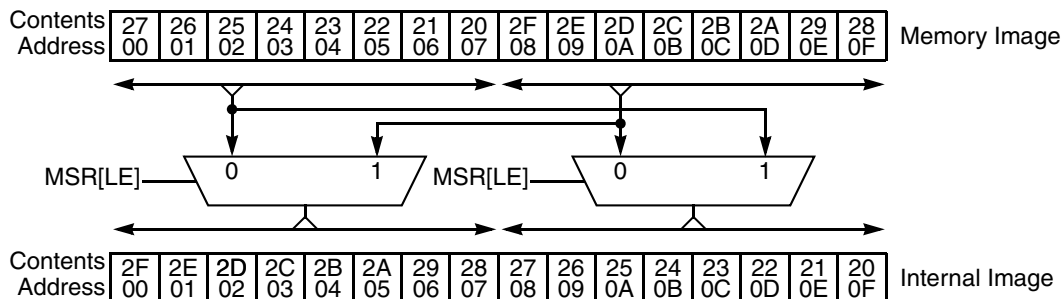 Contents 27 26 25 24 23 22 21 20 2F 2E 2D 2C 2B 2A 29 28
Address 00 01 02 03 04 05 06 07 08 09 0A 0B 0C 0D 0E 0F Memory Image
MSR[LE] 0 1 MSR[LE] 0 1
Contents 2F 2E 2D 2C 2B 2A 29 28 27 26 25 24 23 22 21 20
Address 00 01 02 03 04 05 06 07 08 09 0A 0B 0C 0D 0E 0F Internal Image